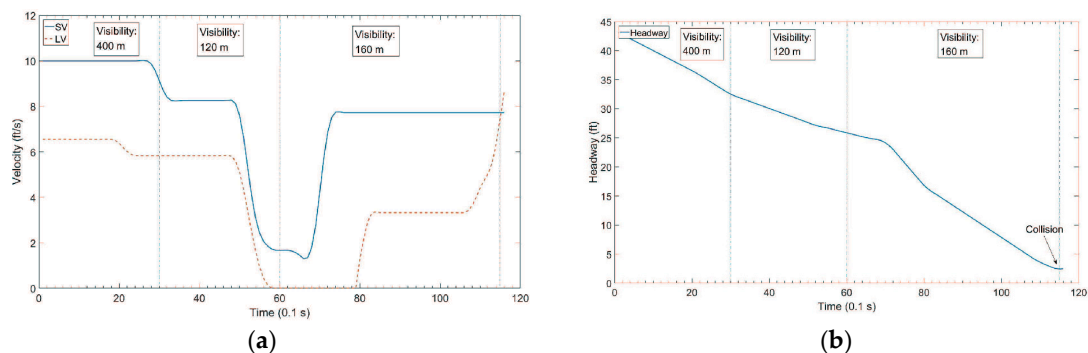 SV
LV
Visibility:
400 m
Visibility:
120 m
Visibility:
160 m
12
10
8
6
4
2
0
0
20
40
60
80
100
120
Velocity (ft/s)
Time (0.1 s)
(a)
Headway
Visibility:
400 m
Visibility:
120 m
Visibility:
160 m
Collision
45
40
35
30
25
20
15
10
5
0
0
20
40
60
80
100
120
Headway (ft)
Time (0.1 s)
(b)